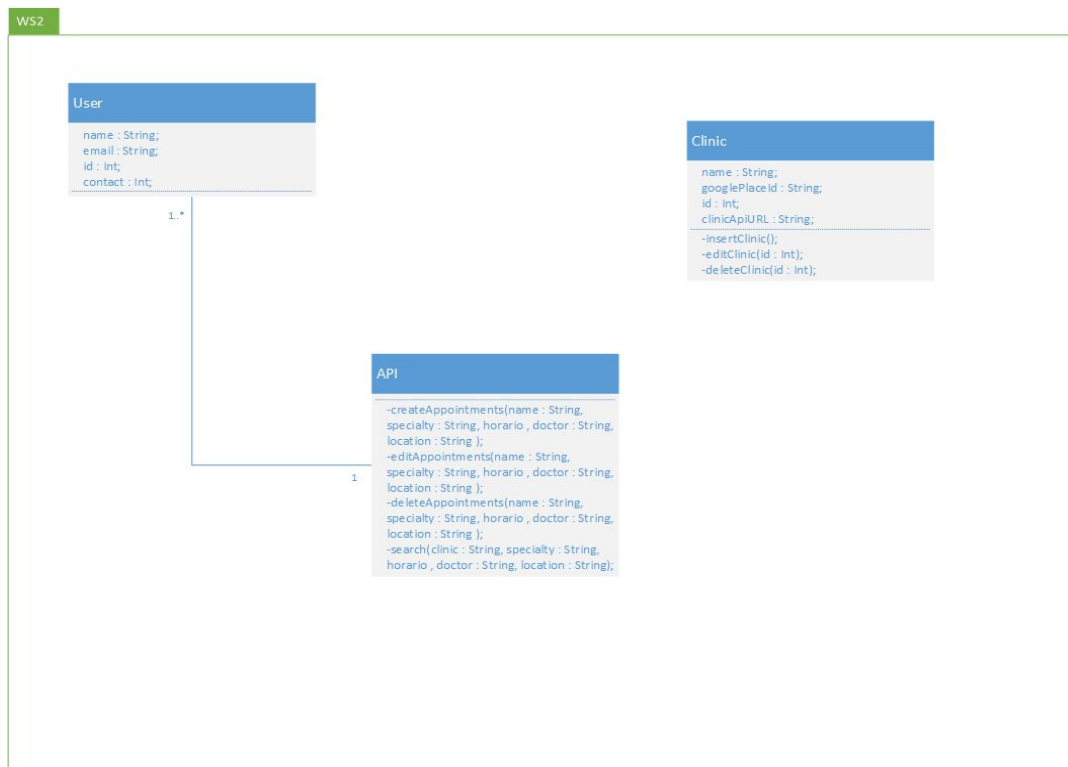 WS2
User
name : String;
email : String;
id : Int;
contact : Int;
1..*
Clinic
name : String;
googlePlaceId : String;
id : Int;
clinicApiURL : String;
-insertClinic();
-editClinic(id : Int);
-deleteClinic(id : Int);
API
-createAppointments(name : String,
specialty : String, horario , doctor : String,
location : String );
-editAppointments(name : String,
specialty : String, horario , doctor : String,
location : String );
-deleteAppointments(name : String,
specialty : String, horario , doctor : String,
location : String );
-search(clinic : String, specialty : String,
horario , doctor : String, location : String);
1